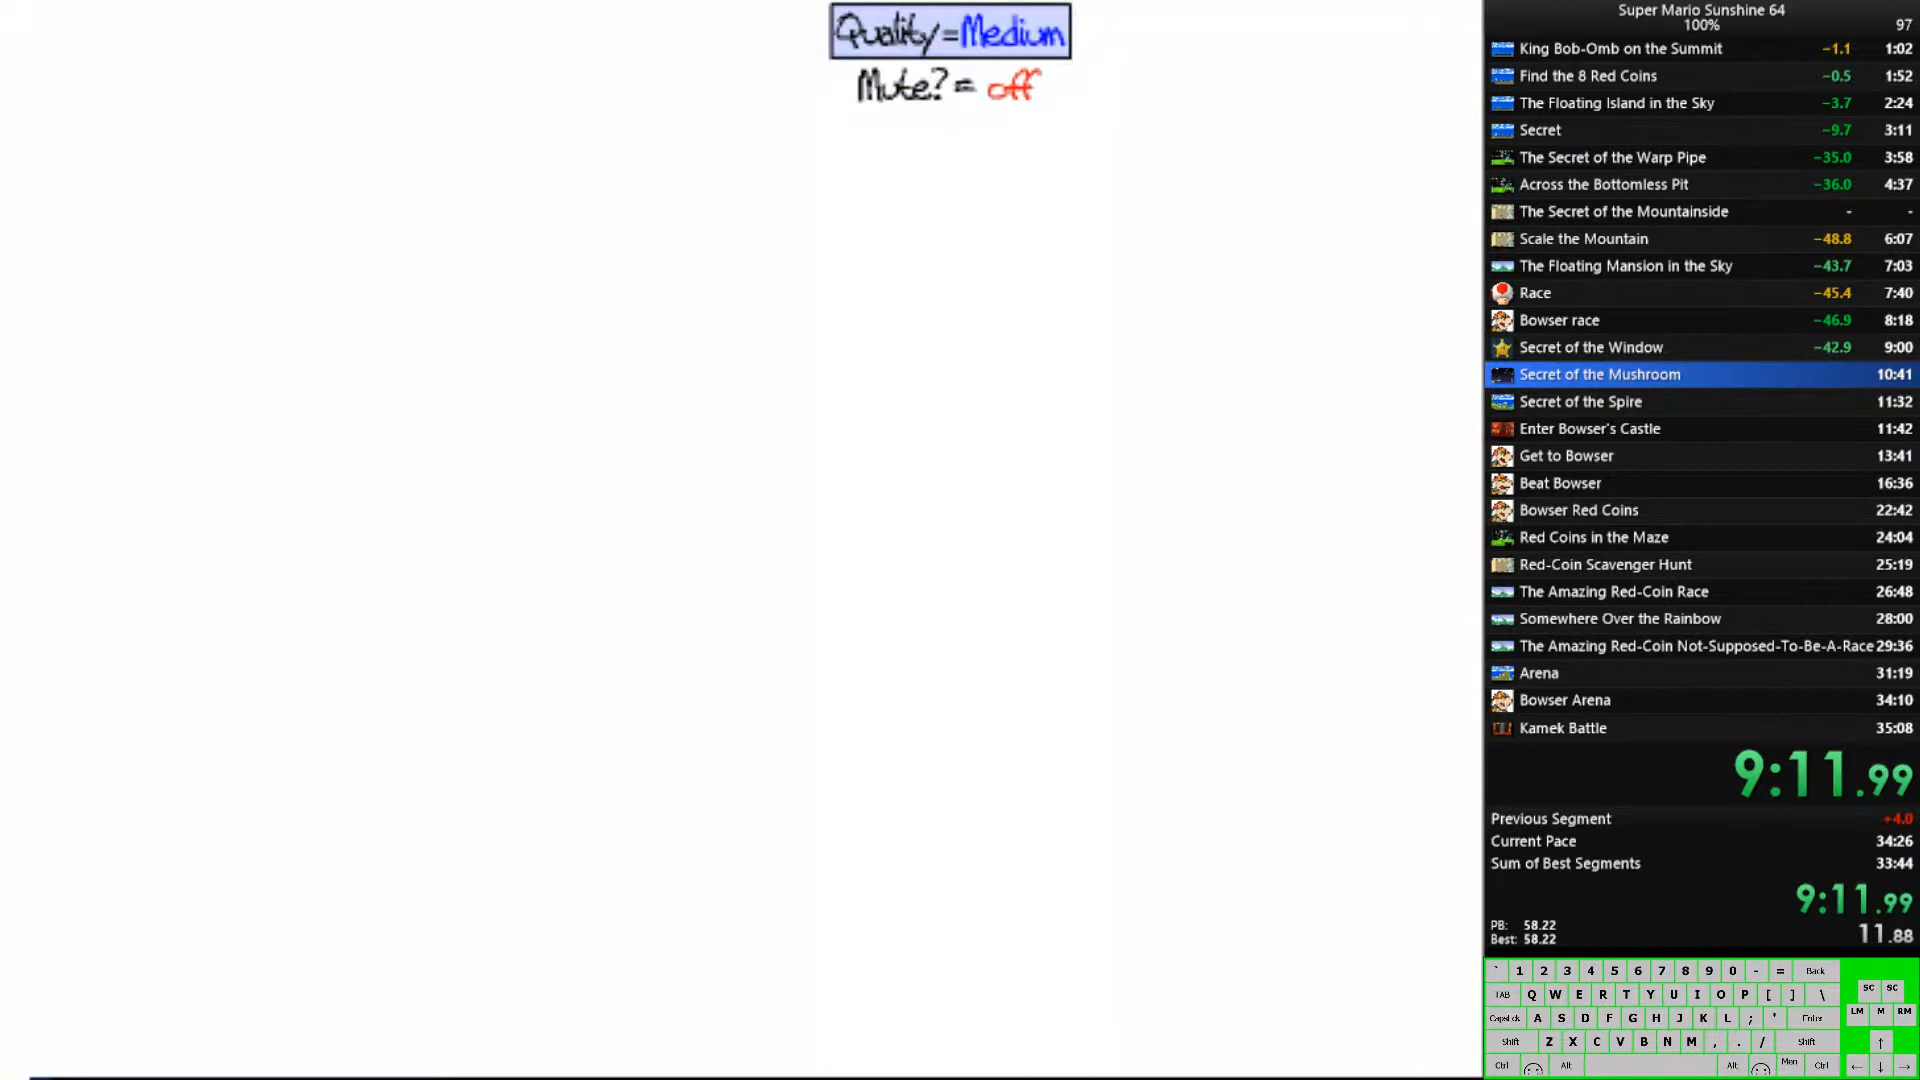 Quality=Medium
Mute?= off
Super Mario Sunshine 64
100% 97
King Bob-Omb on the Summit −1.1 1:02
Find the 8 Red Coins −0.5 1:52
The Floating Island in the Sky −3.7 2:24
Secret −9.7 3:11
The Secret of the Warp Pipe −35.0 3:58
Across the Bottomless Pit −36.0 4:37
The Secret of the Mountainside - -
Scale the Mountain −48.8 6:07
The Floating Mansion in the Sky −43.7 7:03
Race −45.4 7:40
Bowser race −46.9 8:18
Secret of the Window −42.9 9:00
Secret of the Mushroom 10:41
Secret of the Spire 11:32
Enter Bowser's Castle 11:42
Get to Bowser 13:41
Beat Bowser 16:36
Bowser Red Coins 22:42
Red Coins in the Maze 24:04
Red-Coin Scavenger Hunt 25:19
The Amazing Red-Coin Race 26:48
Somewhere Over the Rainbow 28:00
The Amazing Red-Coin Not-Supposed-To-Be-A-Race 29:36
Arena 31:19
Bowser Arena 34:10
Kamek Battle 35:08
9:11.99
Previous Segment +4.0
Current Pace 34:26
Sum of Best Segments 33:44
9:11.99
PB: 58.22
Best: 58.22 11.88
` 1 2 3 4 5 6 7 8 9 0 - = Back
TAB Q W E R T Y U I O P [ ] \ SC SC
CapsLck A S D F G H J K L ; ' Enter LM M RM
Shift Z X C V B N M , . / Shift ↑
Ctrl Alt Alt Men Ctrl ← ↓ →